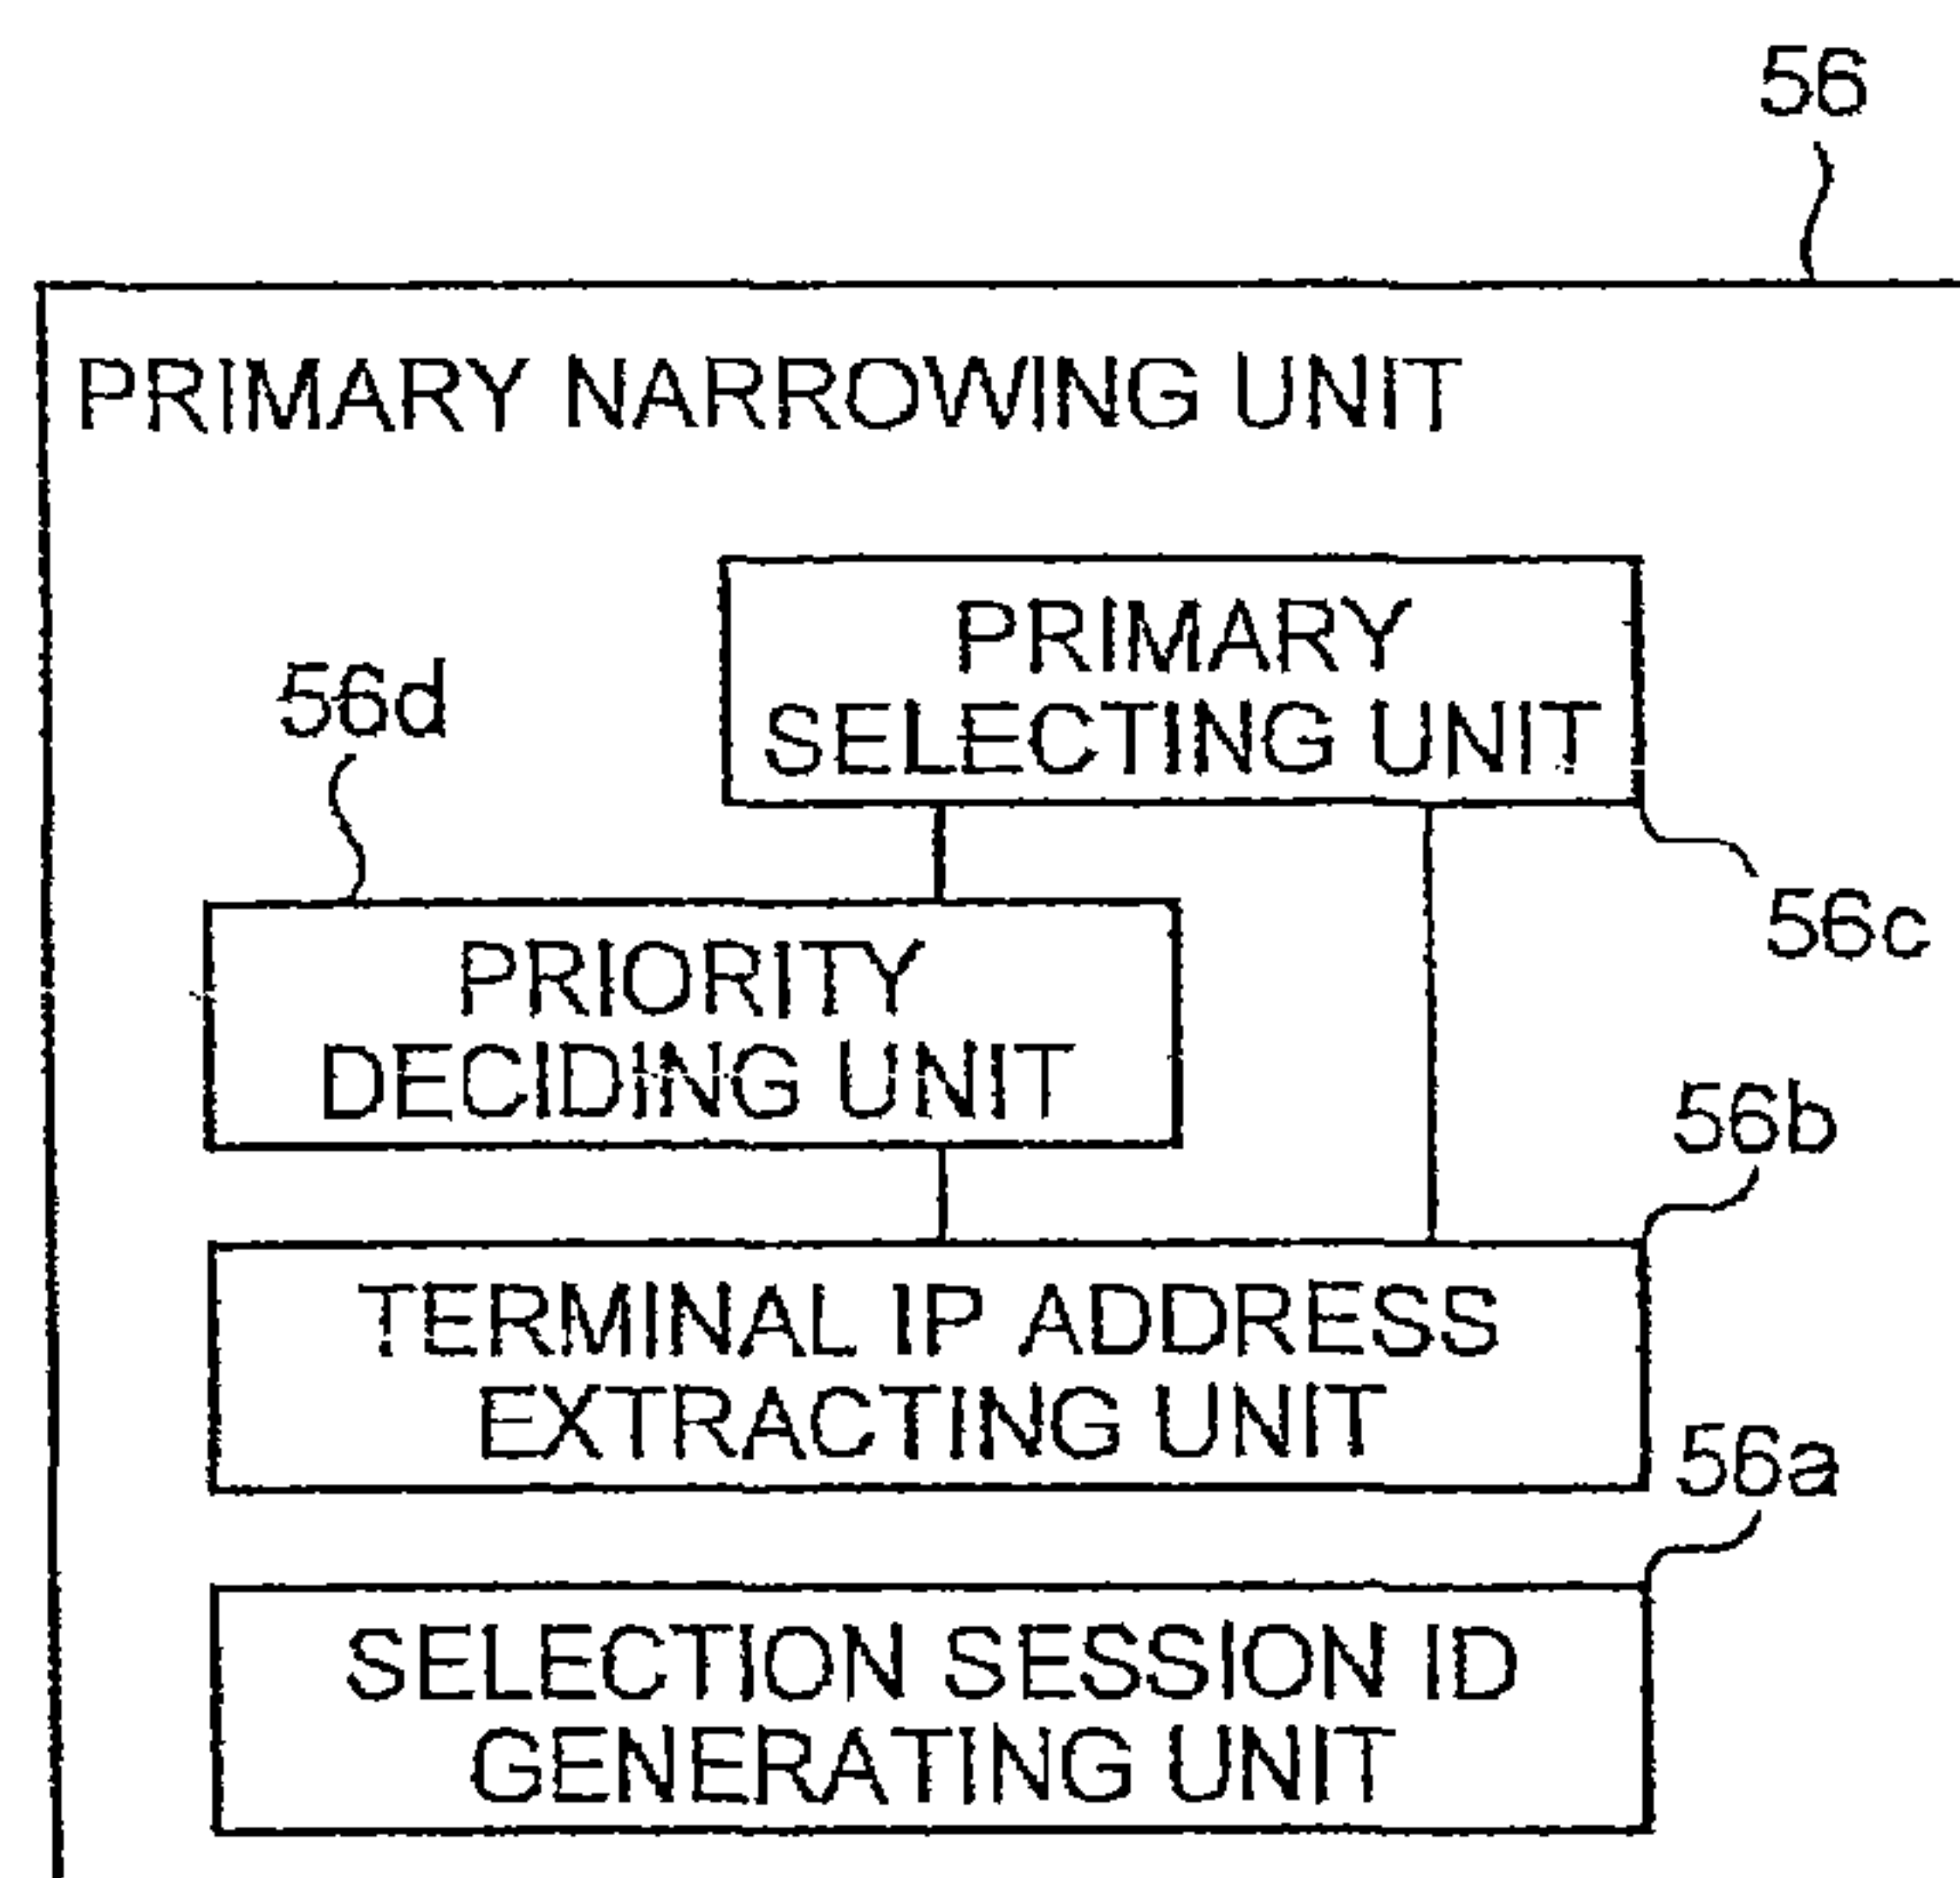 56
PRIMARY NARROWING UNIT
PRIMARY
SELECTING UNIT
56d
56c
PRIORITY
DECIDING UNIT
56b
TERMINAL IP ADDRESS
EXTRACTING UNIT
56a
SELECTION SESSION ID
GENERATING UNIT